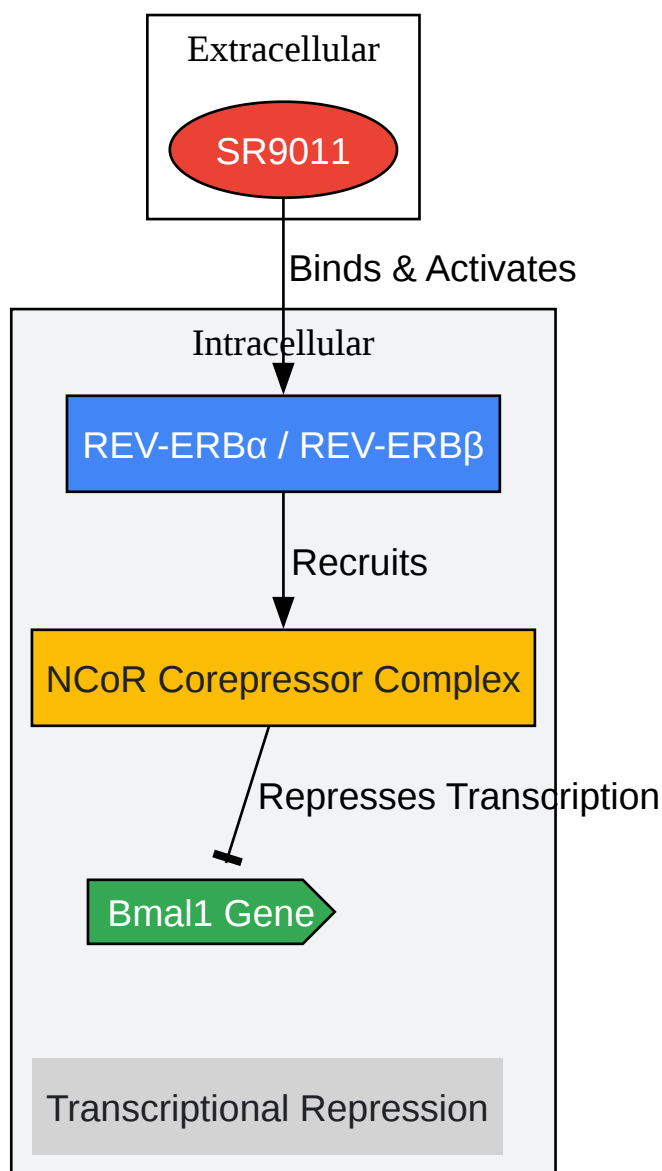 Extracellular
SR9011
Binds & Activates
Intracellular
REV-ERBα / REV-ERBβ
Recruits
NCoR Corepressor Complex
Represses Transcription
Bmal1 Gene
Transcriptional Repression